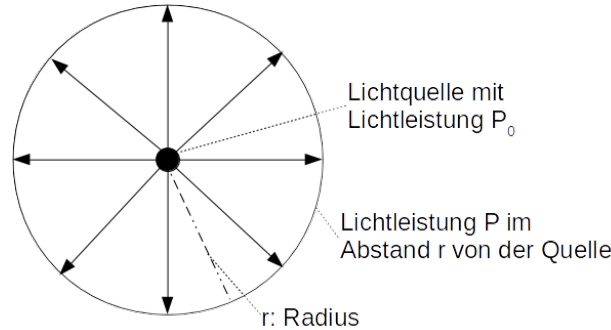 Lichtquelle mit
Lichtleistung P₀
Lichtleistung P im
Abstand r von der Quelle
r: Radius